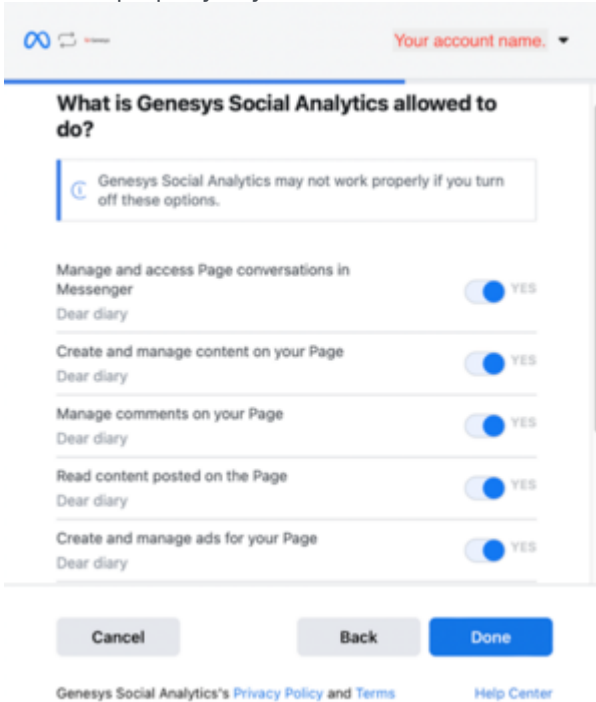 Your account name.
What is Genesys Social Analytics allowed to
do?
Genesys Social Analytics may not work properly if you turn
off these options.
Manage and access Page conversations in
Messenger
YES
Dear diary
Create and manage content on your Page
YES
Dear diary
Manage comments on your Page
YES
Dear diary
Read content posted on the Page
YES
Dear diary
Create and manage ads for your Page
YES
Dear diary
Cancel
Back
Done
Genesys Social Analytics's Privacy Policy and Terms
Help Center